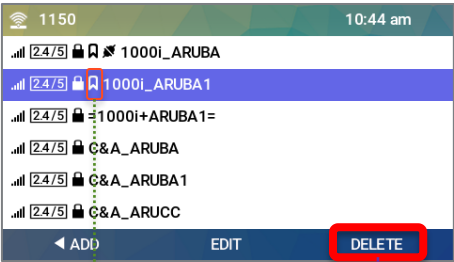 1150 10:44 am
2.4/5 1000i_ARUBA
2.4/5 1000i_ARUBA1
2.4/5 =1000i+ARUBA1=
2.4/5 C&A_ARUBA
2.4/5 C&A_ARUBA1
2.4/5 C&A_ARUCC
ADD EDIT DELETE